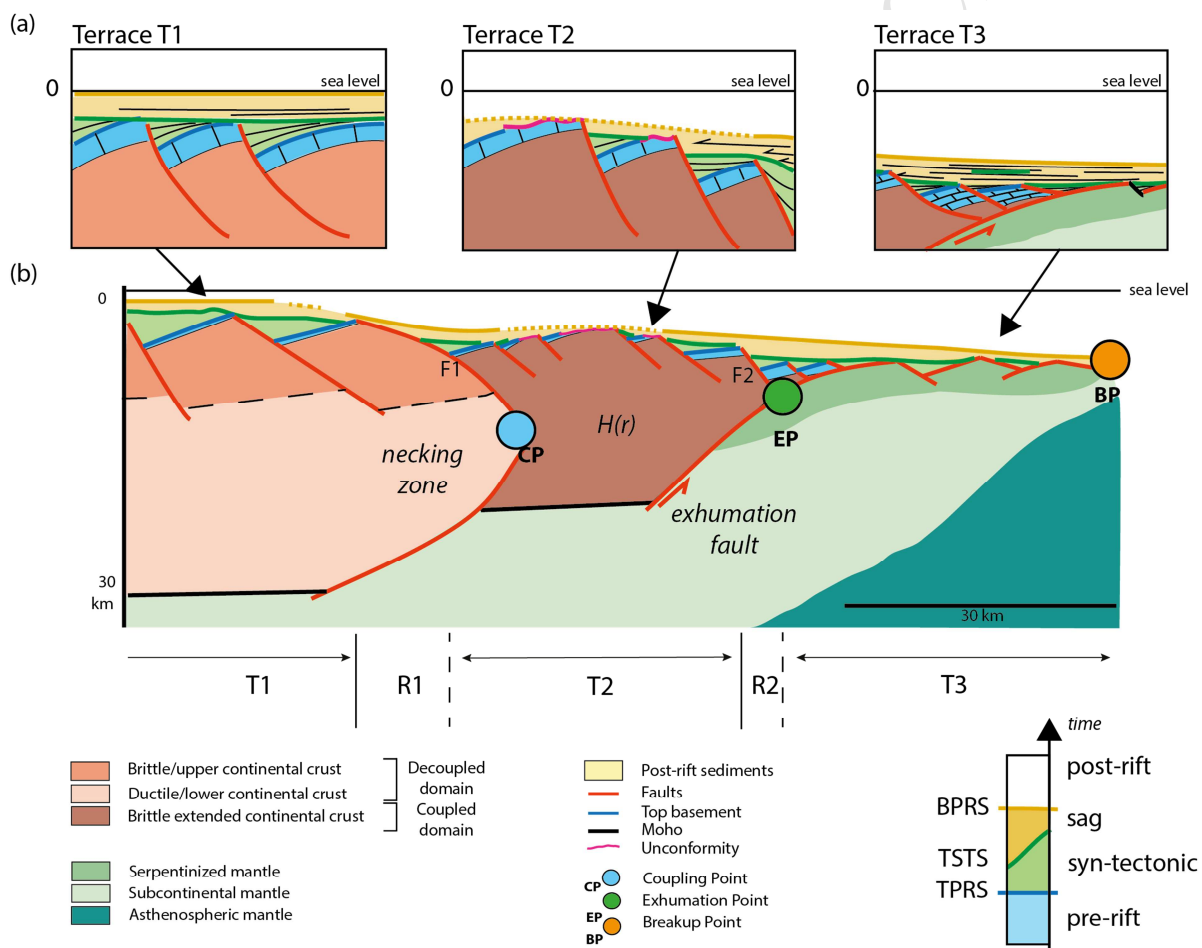 (a)
Terrace T1
Terrace T2
Terrace T3
0
sea level
sea level
0
sea level
(b)
0
sea level
F1
F2
BP
H(r)
EP
CP
necking
zone
exhumation
fault
30
km
30 km
T1
R1
T2
R2
T3
time
Brittle/upper continental crust
Ductile/lower continental crust
Brittle extended continental crust
Decoupled
domain
Coupled
domain
Serpentinized mantle
Subcontinental mantle
Asthenospheric mantle
Post-rift sediments
Faults
Top basement
Moho
Unconformity
CP
Coupling Point
EP
Exhumation Point
BP
Breakup Point
post-rift
BPRS
sag
TSTS
syn-tectonic
TPRS
pre-rift